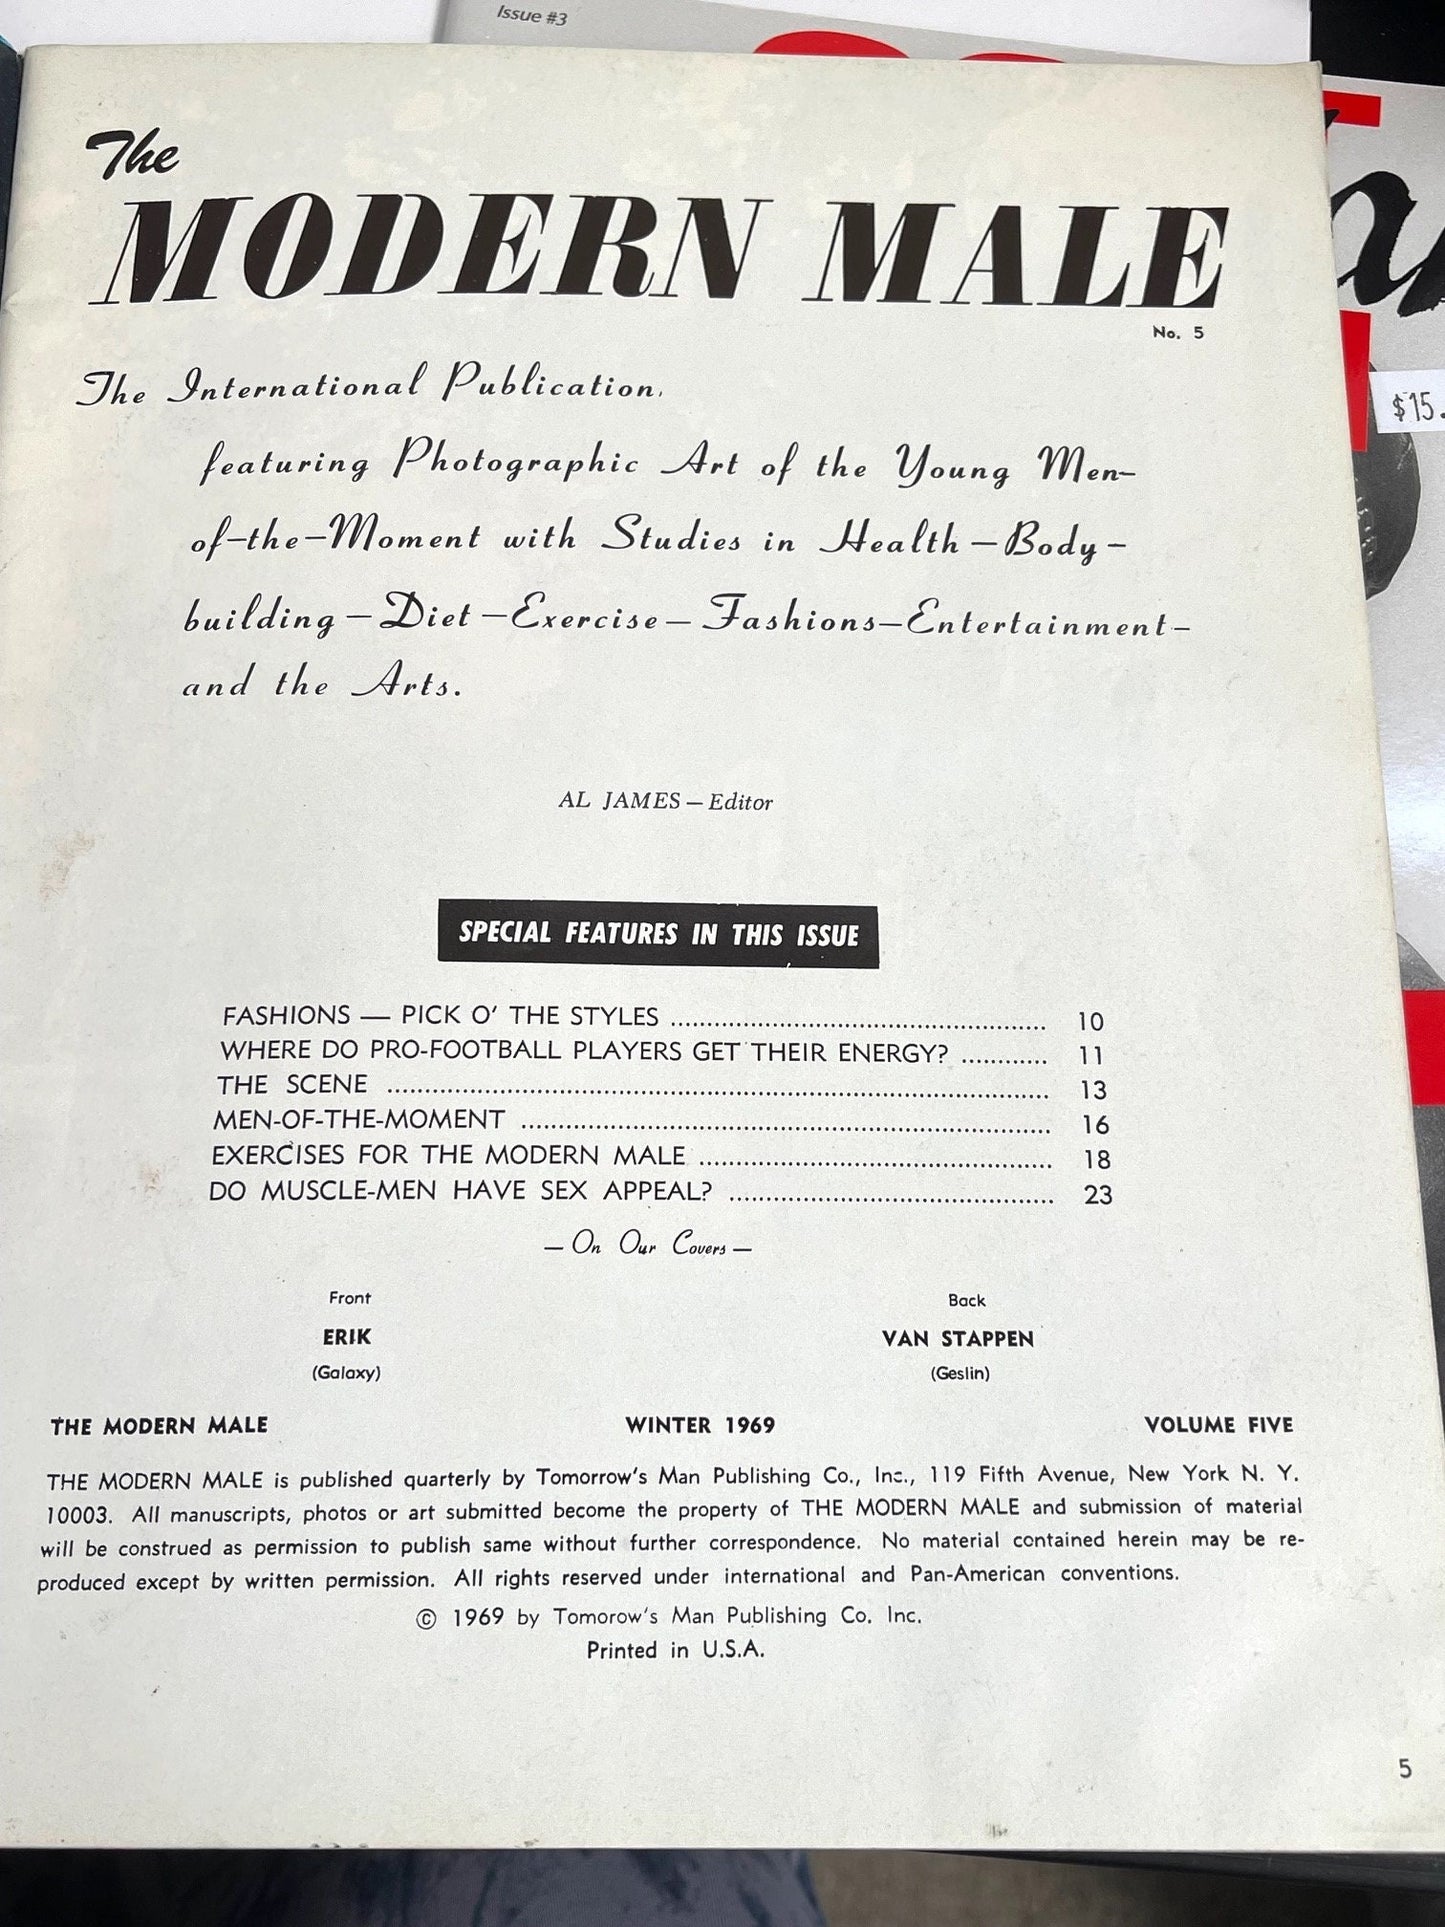 Issue #3
The
MODERN MALE
No. 5
$15.
The International Publication,
featuring Photographic Art of the Young Men-
of-the-Moment with Studies in Health—Body-
building—Diet—Exercise—Fashions—Entertainment-
and the Arts.
AL JAMES—Editor
SPECIAL FEATURES IN THIS ISSUE
FASHIONS — PICK O' THE STYLES .................................................... 10
WHERE DO PRO-FOOTBALL PLAYERS GET THEIR ENERGY? ............ 11
THE SCENE ............................................................................................ 13
MEN-OF-THE-MOMENT .......................................................................... 16
EXERCISES FOR THE MODERN MALE ................................................. 18
DO MUSCLE-MEN HAVE SEX APPEAL? ............................................. 23
— On Our Covers —
Front Back
ERIK VAN STAPPEN
(Galaxy) (Geslin)
THE MODERN MALE WINTER 1969 VOLUME FIVE
THE MODERN MALE is published quarterly by Tomorrow's Man Publishing Co., Inc., 119 Fifth Avenue, New York N. Y.
10003. All manuscripts, photos or art submitted become the property of THE MODERN MALE and submission of material
will be construed as permission to publish same without further correspondence. No material contained herein may be re-
produced except by written permission. All rights reserved under international and Pan-American conventions.
© 1969 by Tomorow's Man Publishing Co. Inc.
Printed in U.S.A.
5